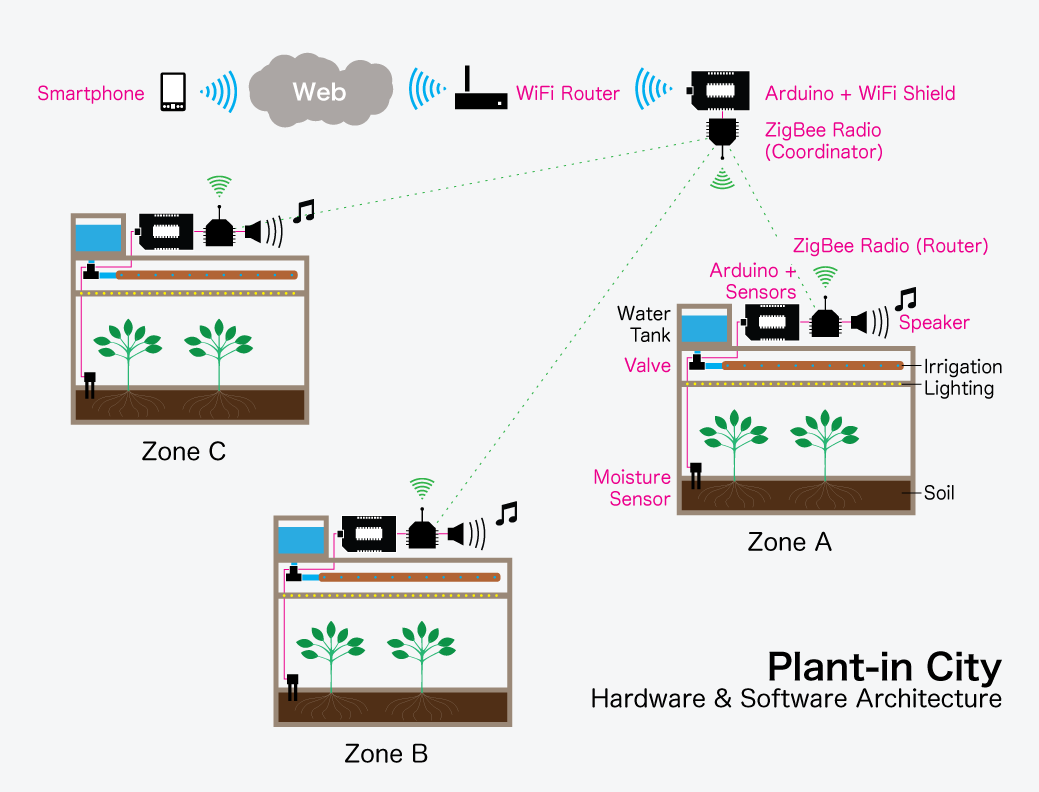 Smartphone
Web
WiFi Router
Arduino + WiFi Shield
ZigBee Radio
(Coordinator)
ZigBee Radio (Router)
Arduino +
Sensors
Water
Tank
Speaker
Valve
Irrigation
Lighting
Moisture
Sensor
Soil
Zone C
Zone A
Zone B
Plant-in City
Hardware & Software Architecture